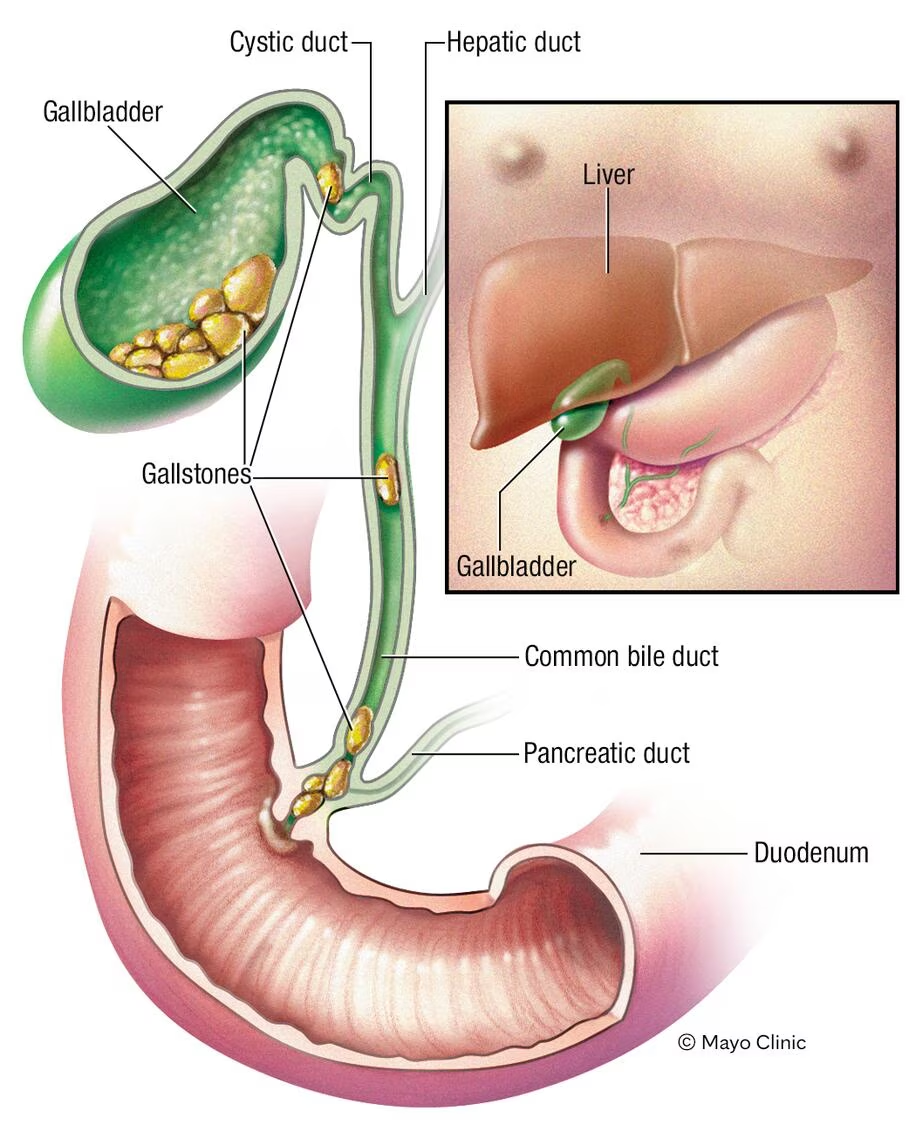 Cystic duct
Hepatic duct
Gallbladder
Liver
Gallstones
Gallbladder
Common bile duct
Pancreatic duct
Duodenum
© Mayo Clinic